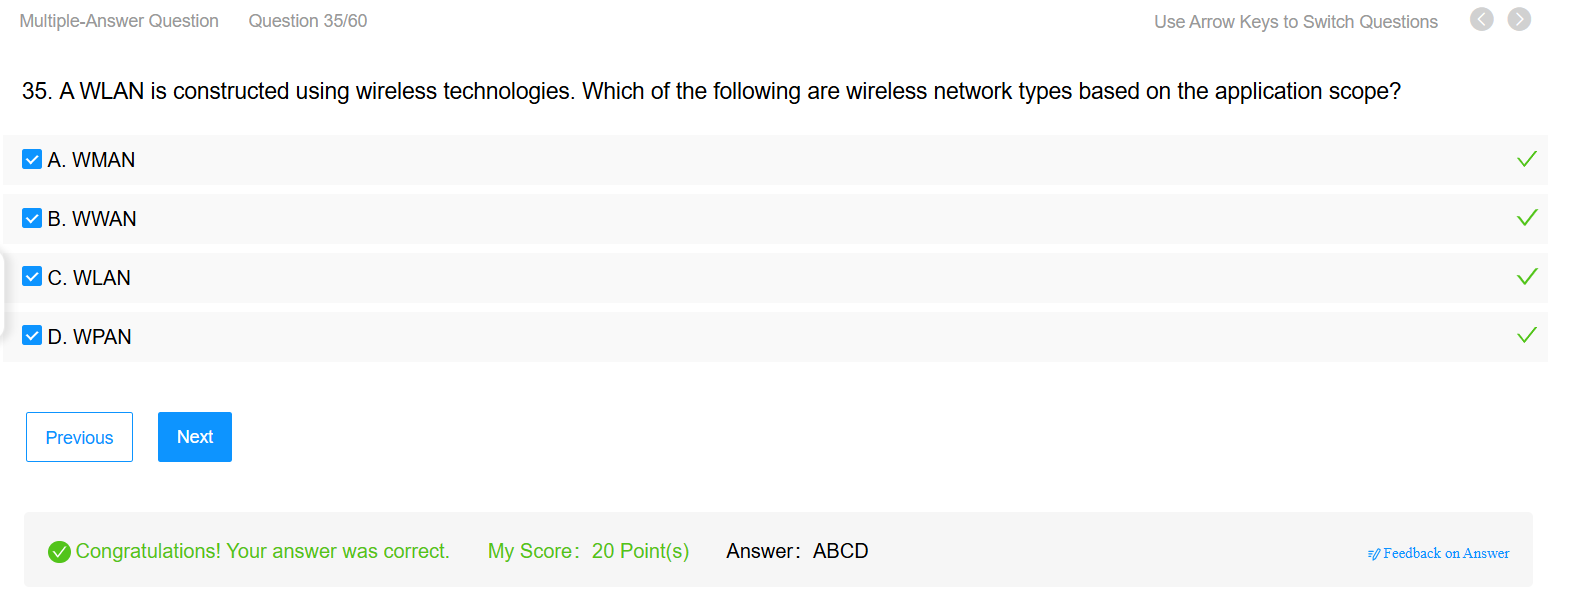 Multiple-Answer Question Question 35/60 Use Arrow Keys to Switch Questions
35. A WLAN is constructed using wireless technologies. Which of the following are wireless network types based on the application scope?
A. WMAN
B. WWAN
C. WLAN
D. WPAN
Previous Next
Congratulations! Your answer was correct. My Score: 20 Point(s) Answer: ABCD Feedback on Answer